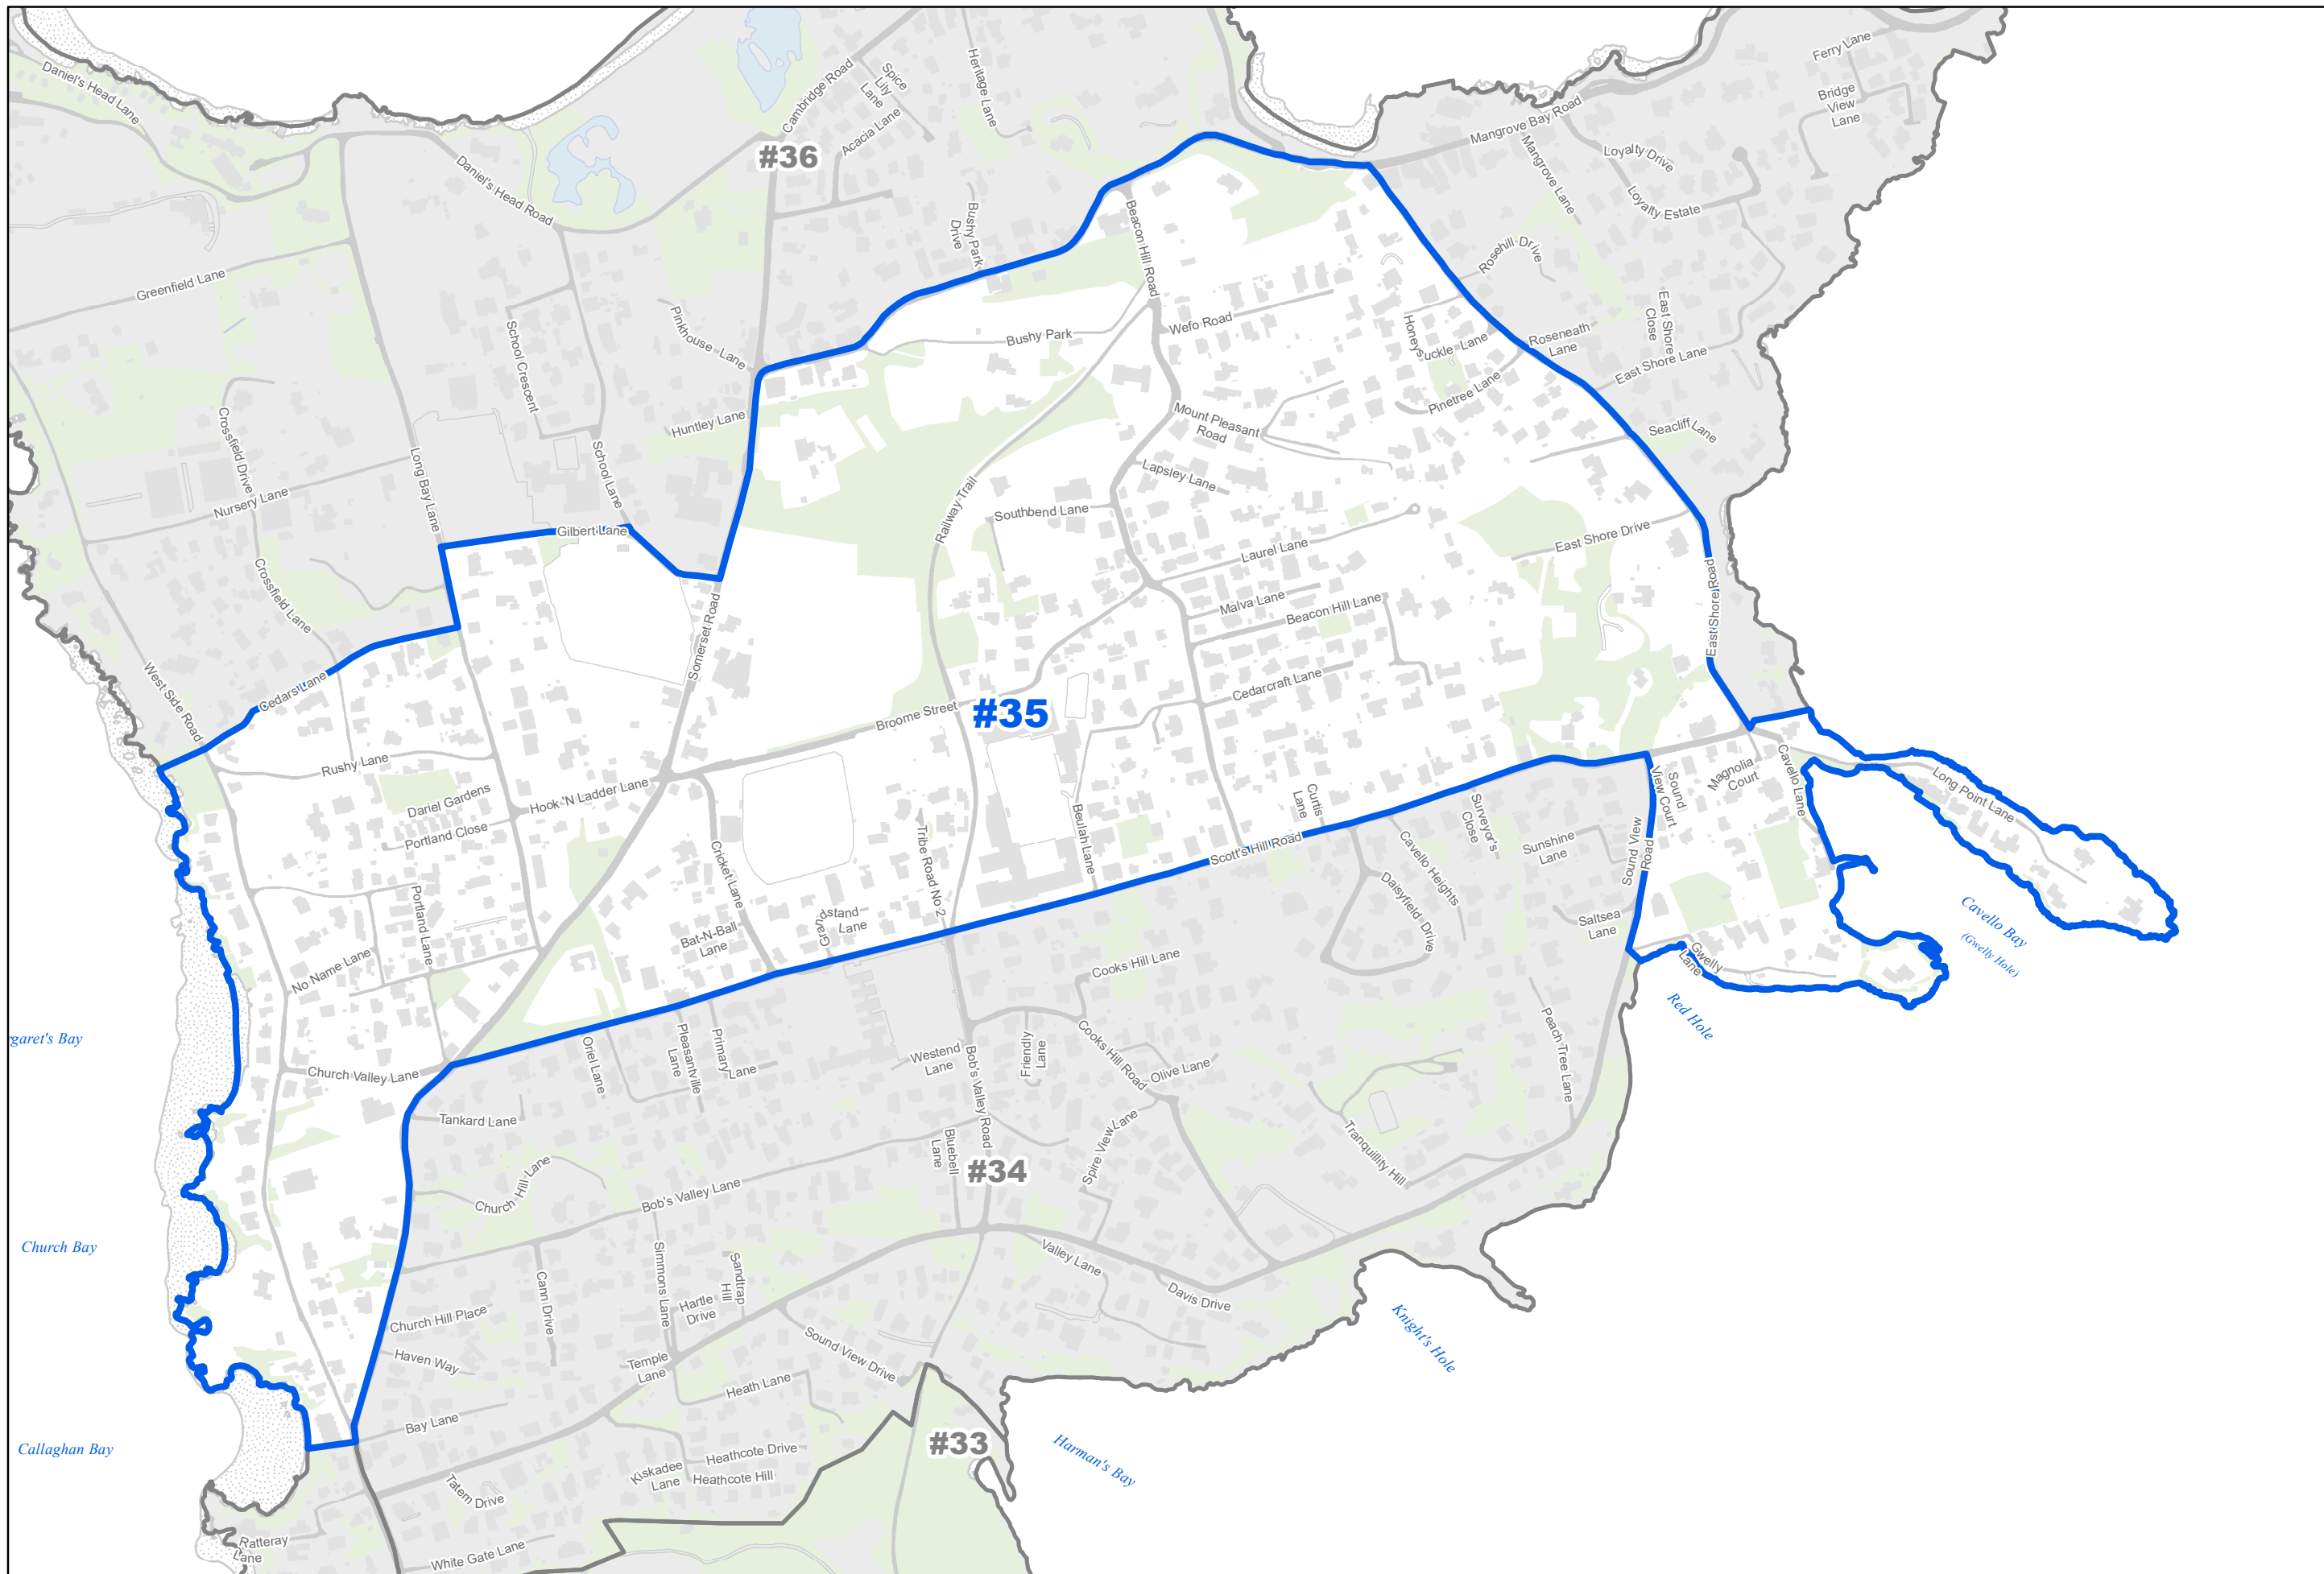 Daniel's Head Lane
Cambridge Road
Spice
Lily
Lane
Acacia Lane
Heritage Lane
#36
Ferry Lane
Bridge
View
Lane
Mangrove Bay Road
Mangrove Lane
Loyalty Drive
Loyalty Estate
Daniel's Head Road
Bushy Park
Drive
Beacon Hill Road
Rosehill Drive
Greenfield Lane
School Crescent
Pinkhouse Lane
Bushy Park
Wefo Road
Honeysuckle Lane
Roseneath
Lane
East Shore
Close
East Shore Lane
Pinetree Lane
Crossfield Drive
Huntley Lane
Mount Pleasant
Road
Seacliff Lane
Nursery Lane
Long Bay Lane
School Lane
Lapsley Lane
Railway Trail
Southbend Lane
Gilbert Lane
Laurel Lane
East Shore Drive
Crossfield Lane
Somerset Road
Malva Lane
Beacon Hill Lane
East Shore Road
West Side Road
Cedars Lane
Cedarcraft Lane
Broome Street
#35
Rushy Lane
Dariel Gardens
Hook 'N Ladder Lane
Portland Close
Curtis
Lane
Surveyor's
Close
Sound
View Court
Magnolia
Court
Cavello Lane
Long Point Lane
Scott's Hill Road
Cavello Heights
Sunshine
Lane
Sound View
Road
Beulah Lane
Cricket Lane
Tribe Road No 2
Daisyfield Drive
Portland Lane
Bat-N-Ball
Lane
Grandstand
Lane
Saltsea
Lane
Cavello Bay
(Gwelly Hole)
No Name Lane
Cooks Hill Lane
Gwelly
Lane
Red Hole
garet's Bay
Oriel Lane
Pleasantville
Lane
Primary
Lane
Westend
Lane
Bob's Valley Road
Friendly
Lane
Cooks Hill Road
Olive Lane
Peach Tree Lane
Church Valley Lane
Tankard Lane
Spire View Lane
Tranquillity Hill
Bluebell
Lane
#34
Church Hill Lane
Bob's Valley Lane
Church Bay
Simmons Lane
Sandtrap
Hill
Valley Lane
Cann Drive
Hartle
Drive
Davis Drive
Church Hill Place
Knight's Hole
Haven Way
Temple
Lane
Sound View Drive
Heath Lane
Bay Lane
#33
Callaghan Bay
Harman's Bay
Heathcote Drive
Kiskadee
Lane
Heathcote Hill
Tatem Drive
Ratteray
Lane
White Gate Lane